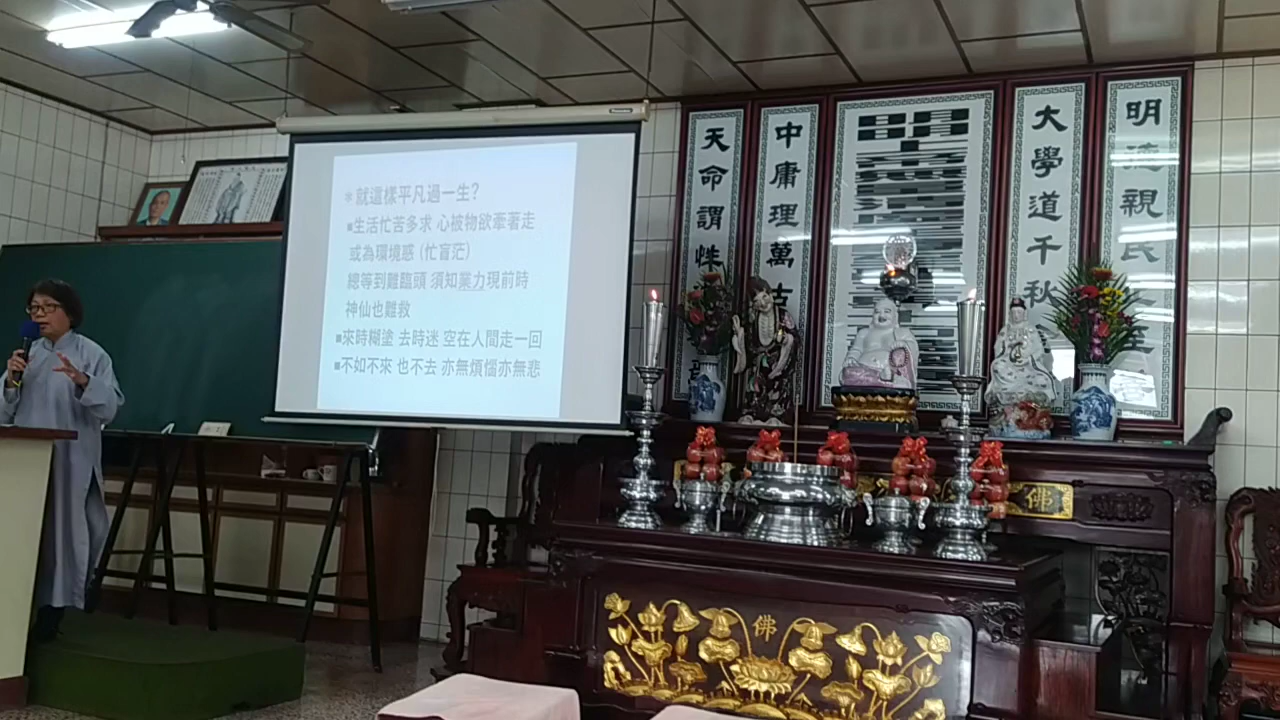 *就這樣平凡過一生?
■生活忙苦多求 心被物欲牽著走
或為環境惑 (忙盲茫)
總等到難臨頭 須知業力現前時
神仙也難救
■來時糊塗 去時迷 空在人間走一回
■不如不來 也不去 亦無煩惱亦無悲
明德親民
大學道千秋
中庸理萬古
天命謂性
佛
佛